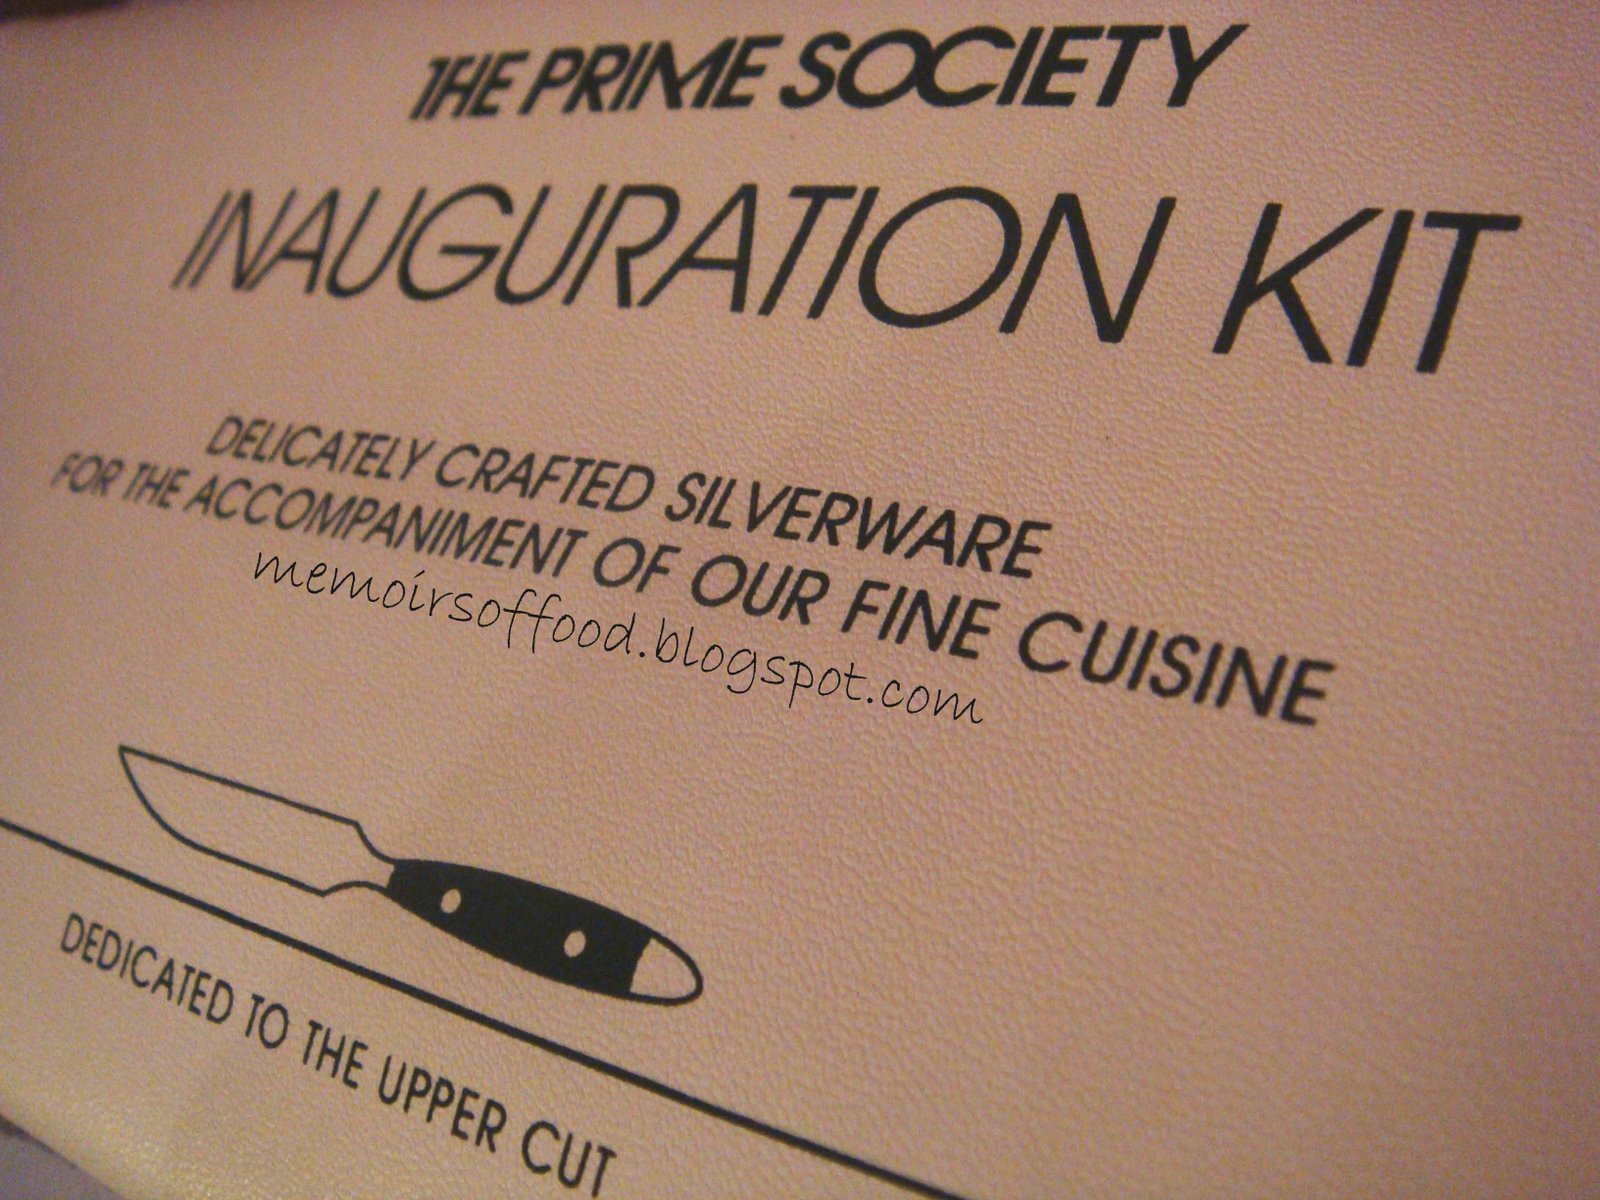 THE PRIME SOCIETY
INAUGURATION KIT
DELICATELY CRAFTED SILVERWARE
FOR THE ACCOMPANIMENT OF OUR FINE CUISINE
memoirsoffood.blogspot.com
DEDICATED TO THE UPPER CUT